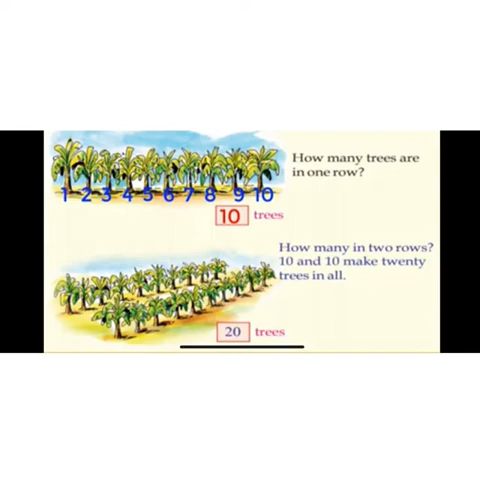 How many trees are
in one row?
1 2 3 4 5 6 7 8 9 10
10 trees
How many in two rows?
10 and 10 make twenty
trees in all.
20 trees